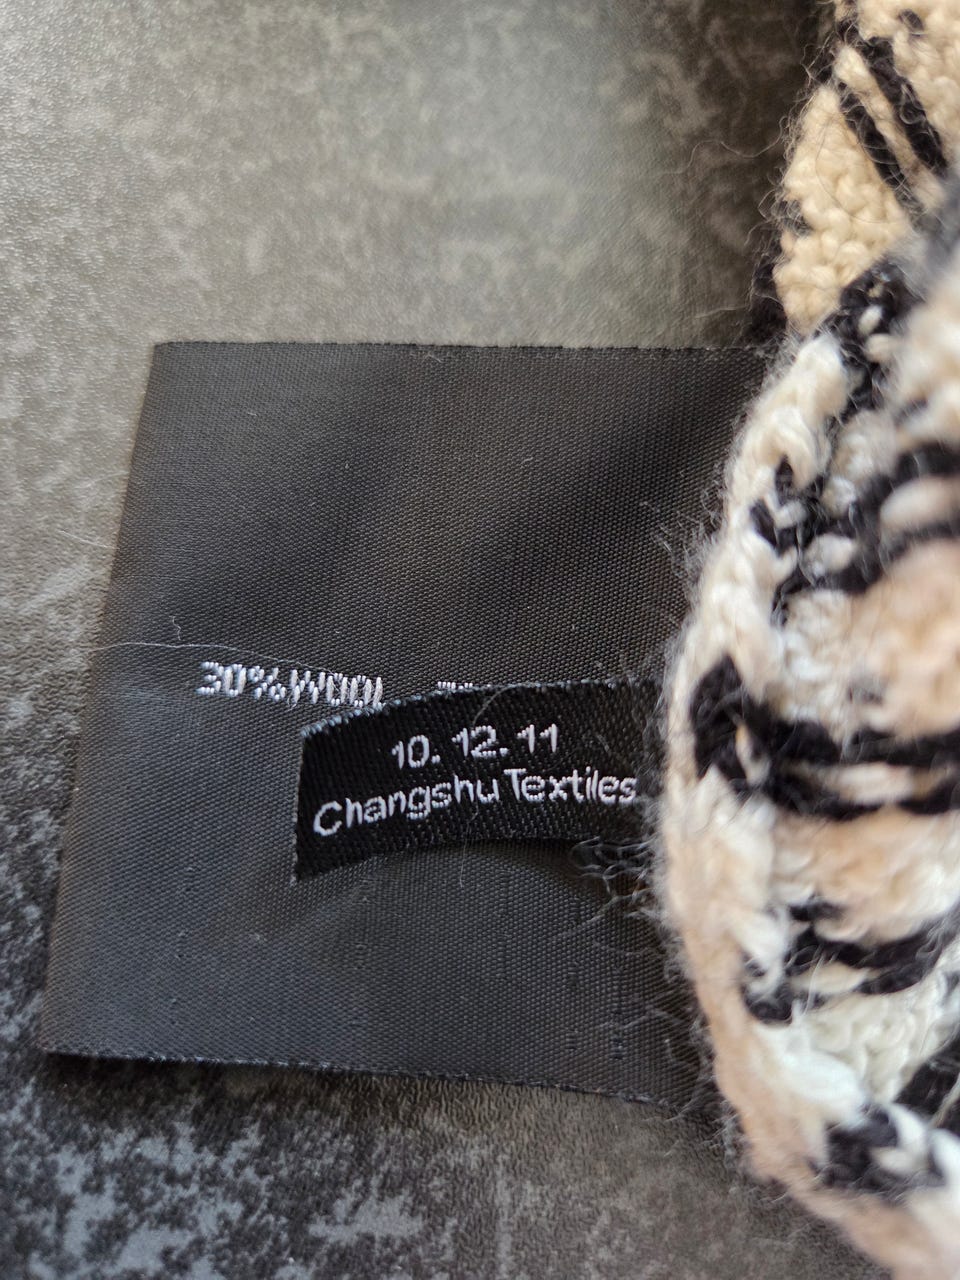 30%WOOL
10. 12. 11
Changshu Textiles